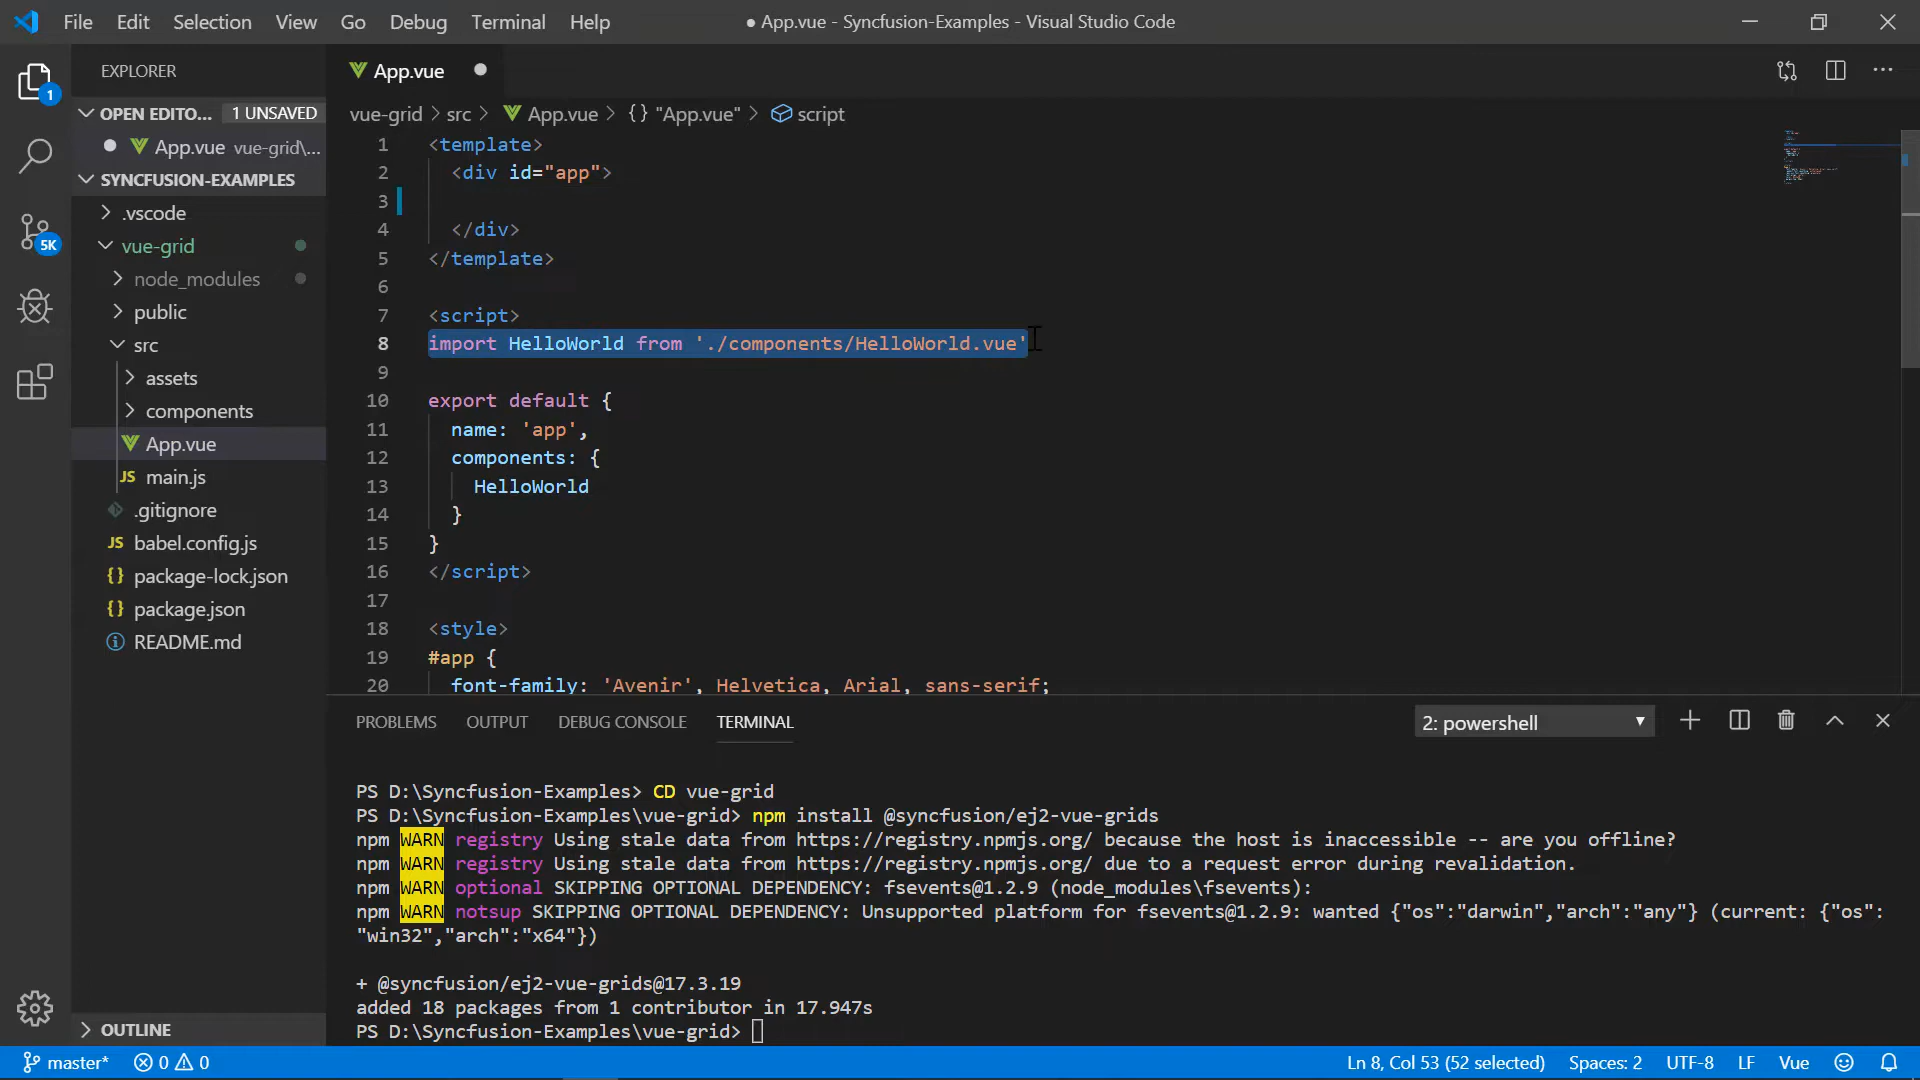 File Edit Selection View Go Debug Terminal Help
● App.vue - Syncfusion-Examples - Visual Studio Code
EXPLORER
OPEN EDITO... 1 UNSAVED
App.vue vue-grid\...
SYNCFUSION-EXAMPLES
.vscode
vue-grid
node_modules
public
src
assets
components
App.vue
JS main.js
.gitignore
JS babel.config.js
{} package-lock.json
{} package.json
README.md
OUTLINE
1
5K
App.vue
vue-grid > src > App.vue > {} "App.vue" > script
1 <template>
2 <div id="app">
3
4 </div>
5 </template>
6
7 <script>
8 import HelloWorld from './components/HelloWorld.vue'
9
10 export default {
11 name: 'app',
12 components: {
13 HelloWorld
14 }
15 }
16 </script>
17
18 <style>
19 #app {
20 font-family: 'Avenir', Helvetica, Arial, sans-serif;
PROBLEMS OUTPUT DEBUG CONSOLE TERMINAL
2: powershell
PS D:\Syncfusion-Examples> CD vue-grid
PS D:\Syncfusion-Examples\vue-grid> npm install @syncfusion/ej2-vue-grids
npm WARN registry Using stale data from https://registry.npmjs.org/ because the host is inaccessible -- are you offline?
npm WARN registry Using stale data from https://registry.npmjs.org/ due to a request error during revalidation.
npm WARN optional SKIPPING OPTIONAL DEPENDENCY: fsevents@1.2.9 (node_modules\fsevents):
npm WARN notsup SKIPPING OPTIONAL DEPENDENCY: Unsupported platform for fsevents@1.2.9: wanted {"os":"darwin","arch":"any"} (current: {"os":
"win32","arch":"x64"})
+ @syncfusion/ej2-vue-grids@17.3.19
added 18 packages from 1 contributor in 17.947s
PS D:\Syncfusion-Examples\vue-grid>
master* 0 0
Ln 8, Col 53 (52 selected) Spaces: 2 UTF-8 LF Vue